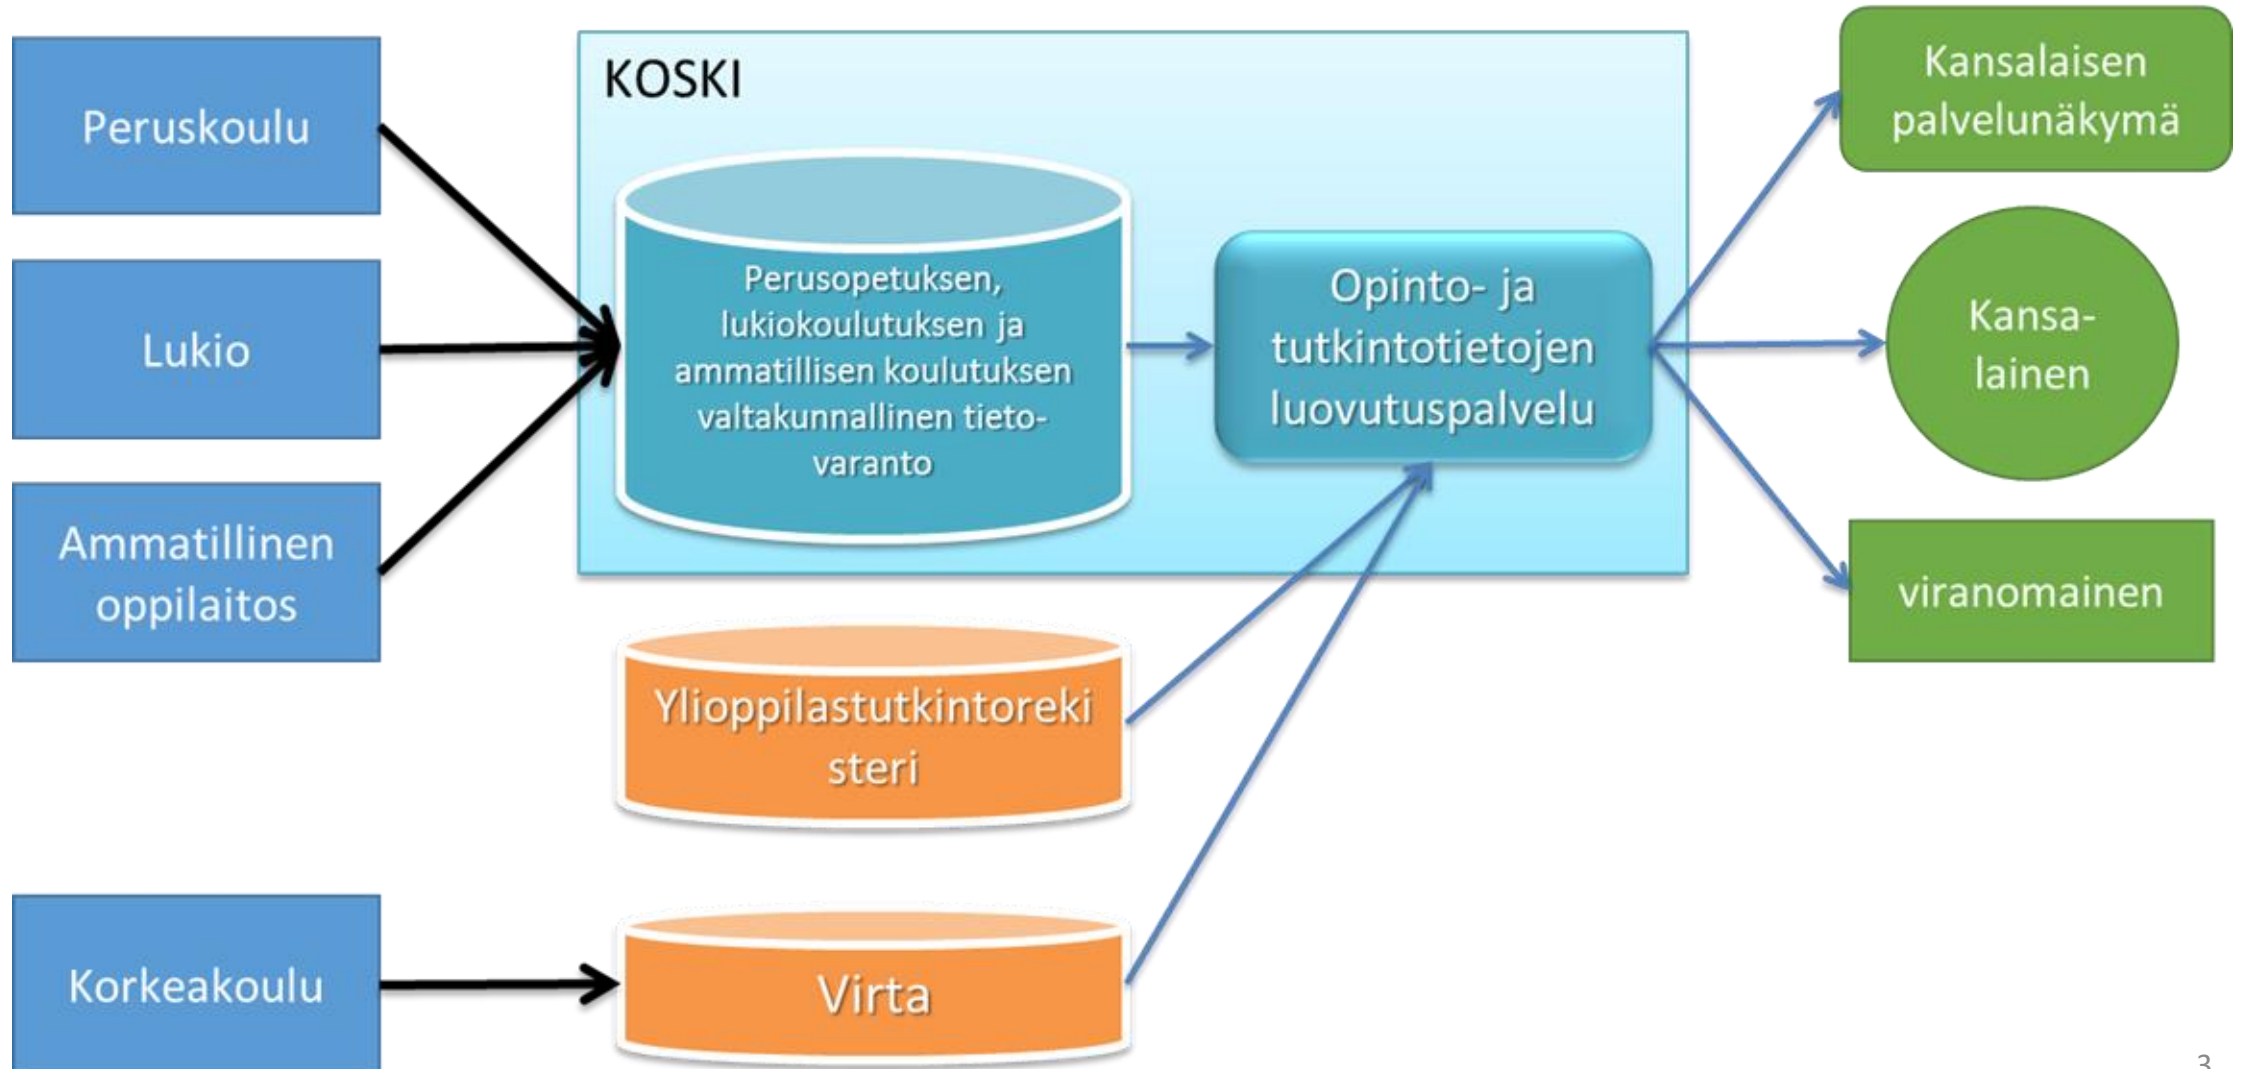 KOSKI
Peruskoulu
Lukio
Ammatillinen
oppilaitos
Korkeakoulu
Perusopetuksen,
lukiokoulutuksen ja
ammatillisen koulutuksen
valtakunnallinen tieto-
varanto
Opinto- ja
tutkintotietojen
luovutuspalvelu
Ylioppilastutkintoreki
steri
Virta
Kansalaisen
palvelunäkymä
Kansa-
lainen
viranomainen
3